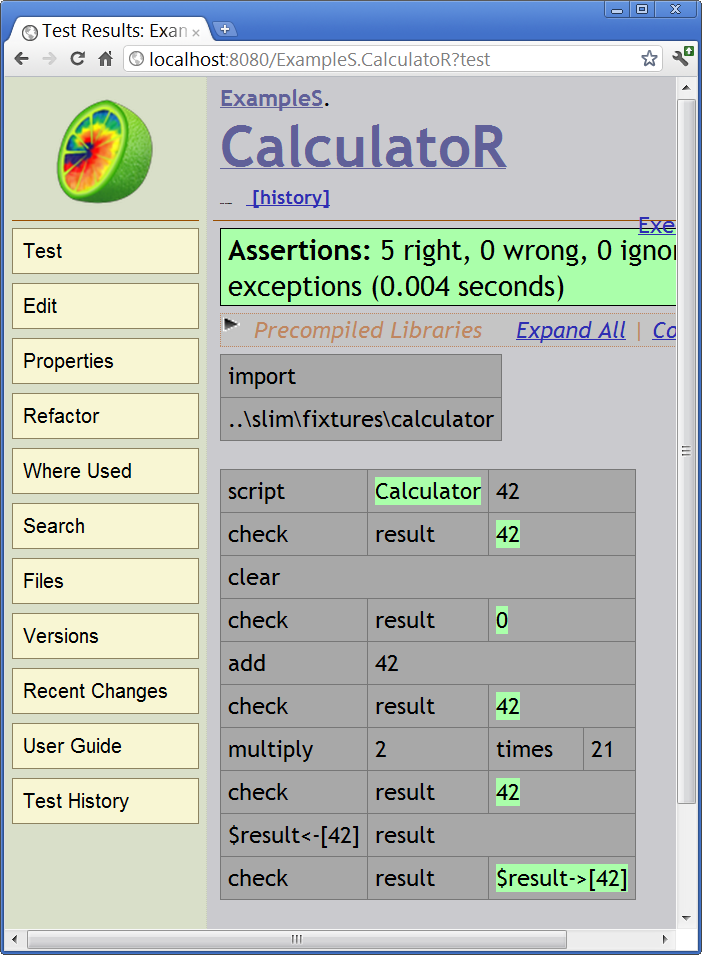 Test Results: Exan
localhost:8080/ExampleS.CalculatoR?test
ExampleS.
CalculatoR
[history]
Exe
Test
Edit
Properties
Refactor
Where Used
Search
Files
Versions
Recent Changes
User Guide
Test History
Assertions: 5 right, 0 wrong, 0 ignor
exceptions (0.004 seconds)
Precompiled Libraries Expand All | Co
import
..\slim\fixtures\calculator
script Calculator 42
check result 42
clear
check result 0
add 42
check result 42
multiply 2 times 21
check result 42
$result<-[42] result
check result $result->[42]